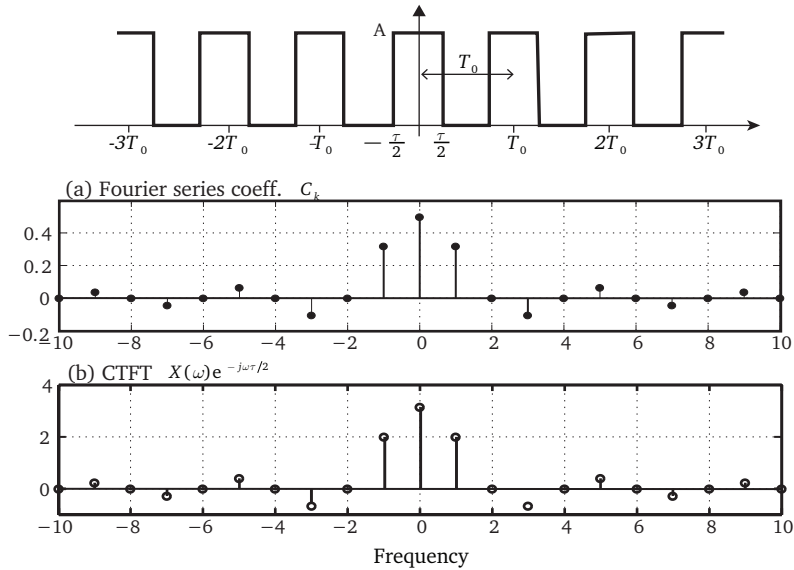 A
T₀
-3T₀ -2T₀ -T₀ − τ/2 τ/2 T₀ 2T₀ 3T₀
(a) Fourier series coeff. Cₖ
0.4
0.2
0
−0.2
−10 −8 −6 −4 −2 0 2 4 6 8 10
(b) CTFT X(ω)e^−jωτ/2
4
2
0
−10 −8 −6 −4 −2 0 2 4 6 8 10
Frequency